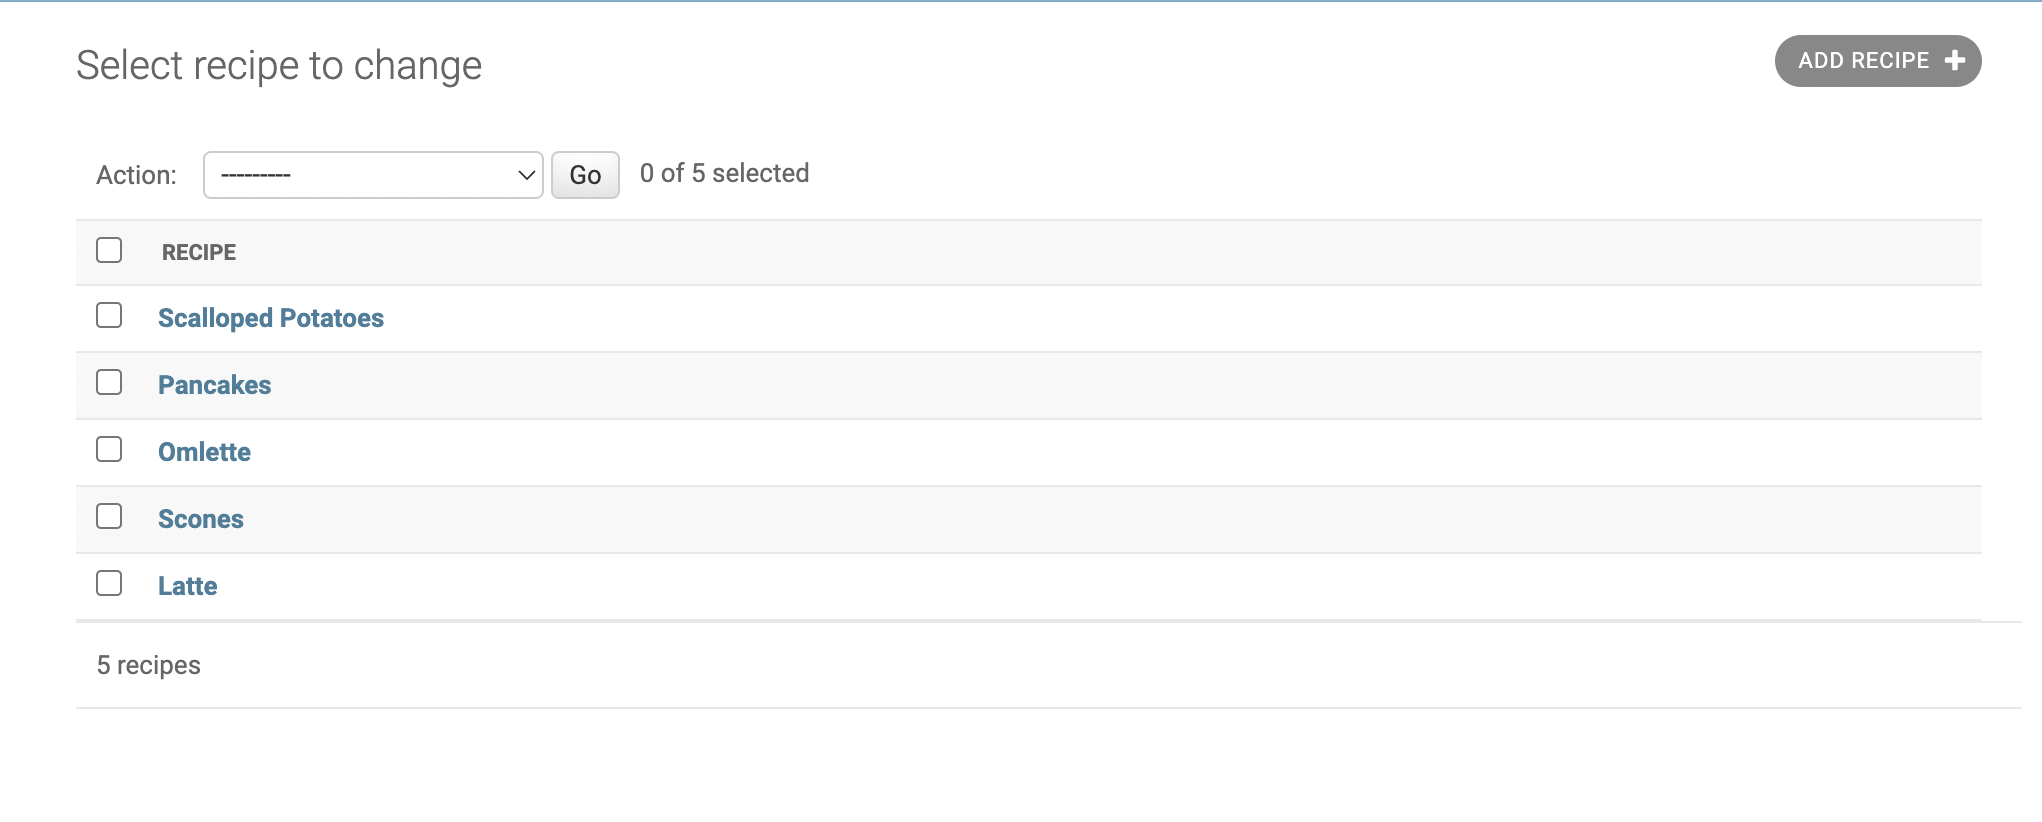 Select recipe to change
ADD RECIPE +
Action: --------- Go 0 of 5 selected
RECIPE
Scalloped Potatoes
Pancakes
Omlette
Scones
Latte
5 recipes